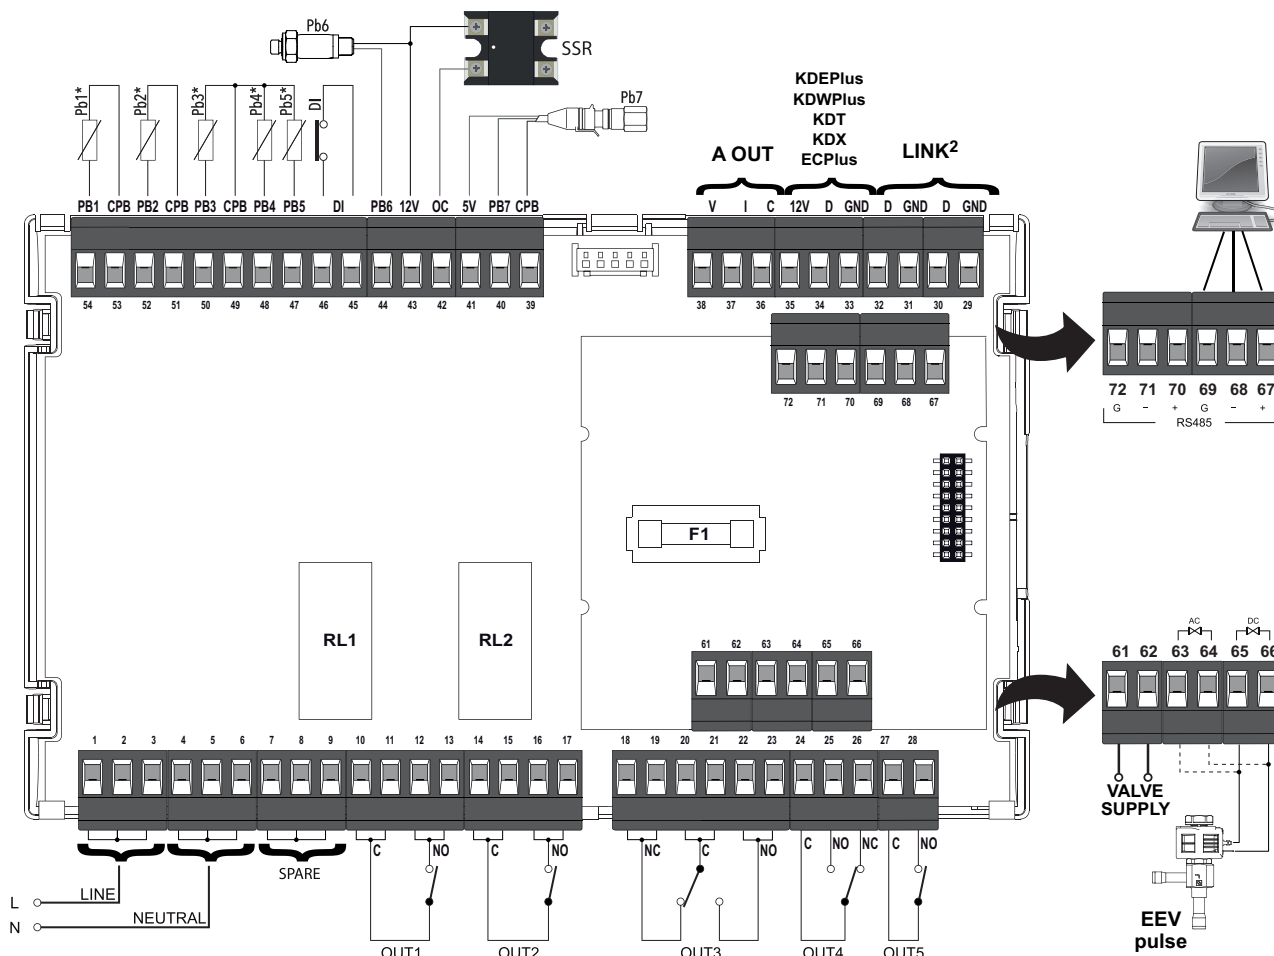 Pb6
SSR
Pb7
Pb1*
Pb2*
Pb3*
Pb4*
Pb5*
DI
KDEPlus
KDWPlus
KDT
KDX
ECPlus
A OUT
LINK²
PB1 CPB PB2 CPB PB3 CPB PB4 PB5 DI PB6 12V OC 5V PB7 CPB
V I C 12V D GND D GND D GND
54 53 52 51 50 49 48 47 46 45 44 43 42 41 40 39
38 37 36 35 34 33 32 31 30 29
72 71 70 69 68 67
72 71 70 69 68 67
G - + G - +
RS485
F1
RL1
RL2
61 62 63 64 65 66
AC
DC
61 62 63 64 65 66
1 2 3 4 5 6 7 8 9 10 11 12 13 14 15 16 17
18 19 20 21 22 23 24 25 26 27 28
VALVE
SUPPLY
C NO C NO NC C NO C NO NC C NO
SPARE
L
LINE
N
NEUTRAL
OUT1
OUT2
OUT3
OUT4
OUT5
EEV
pulse